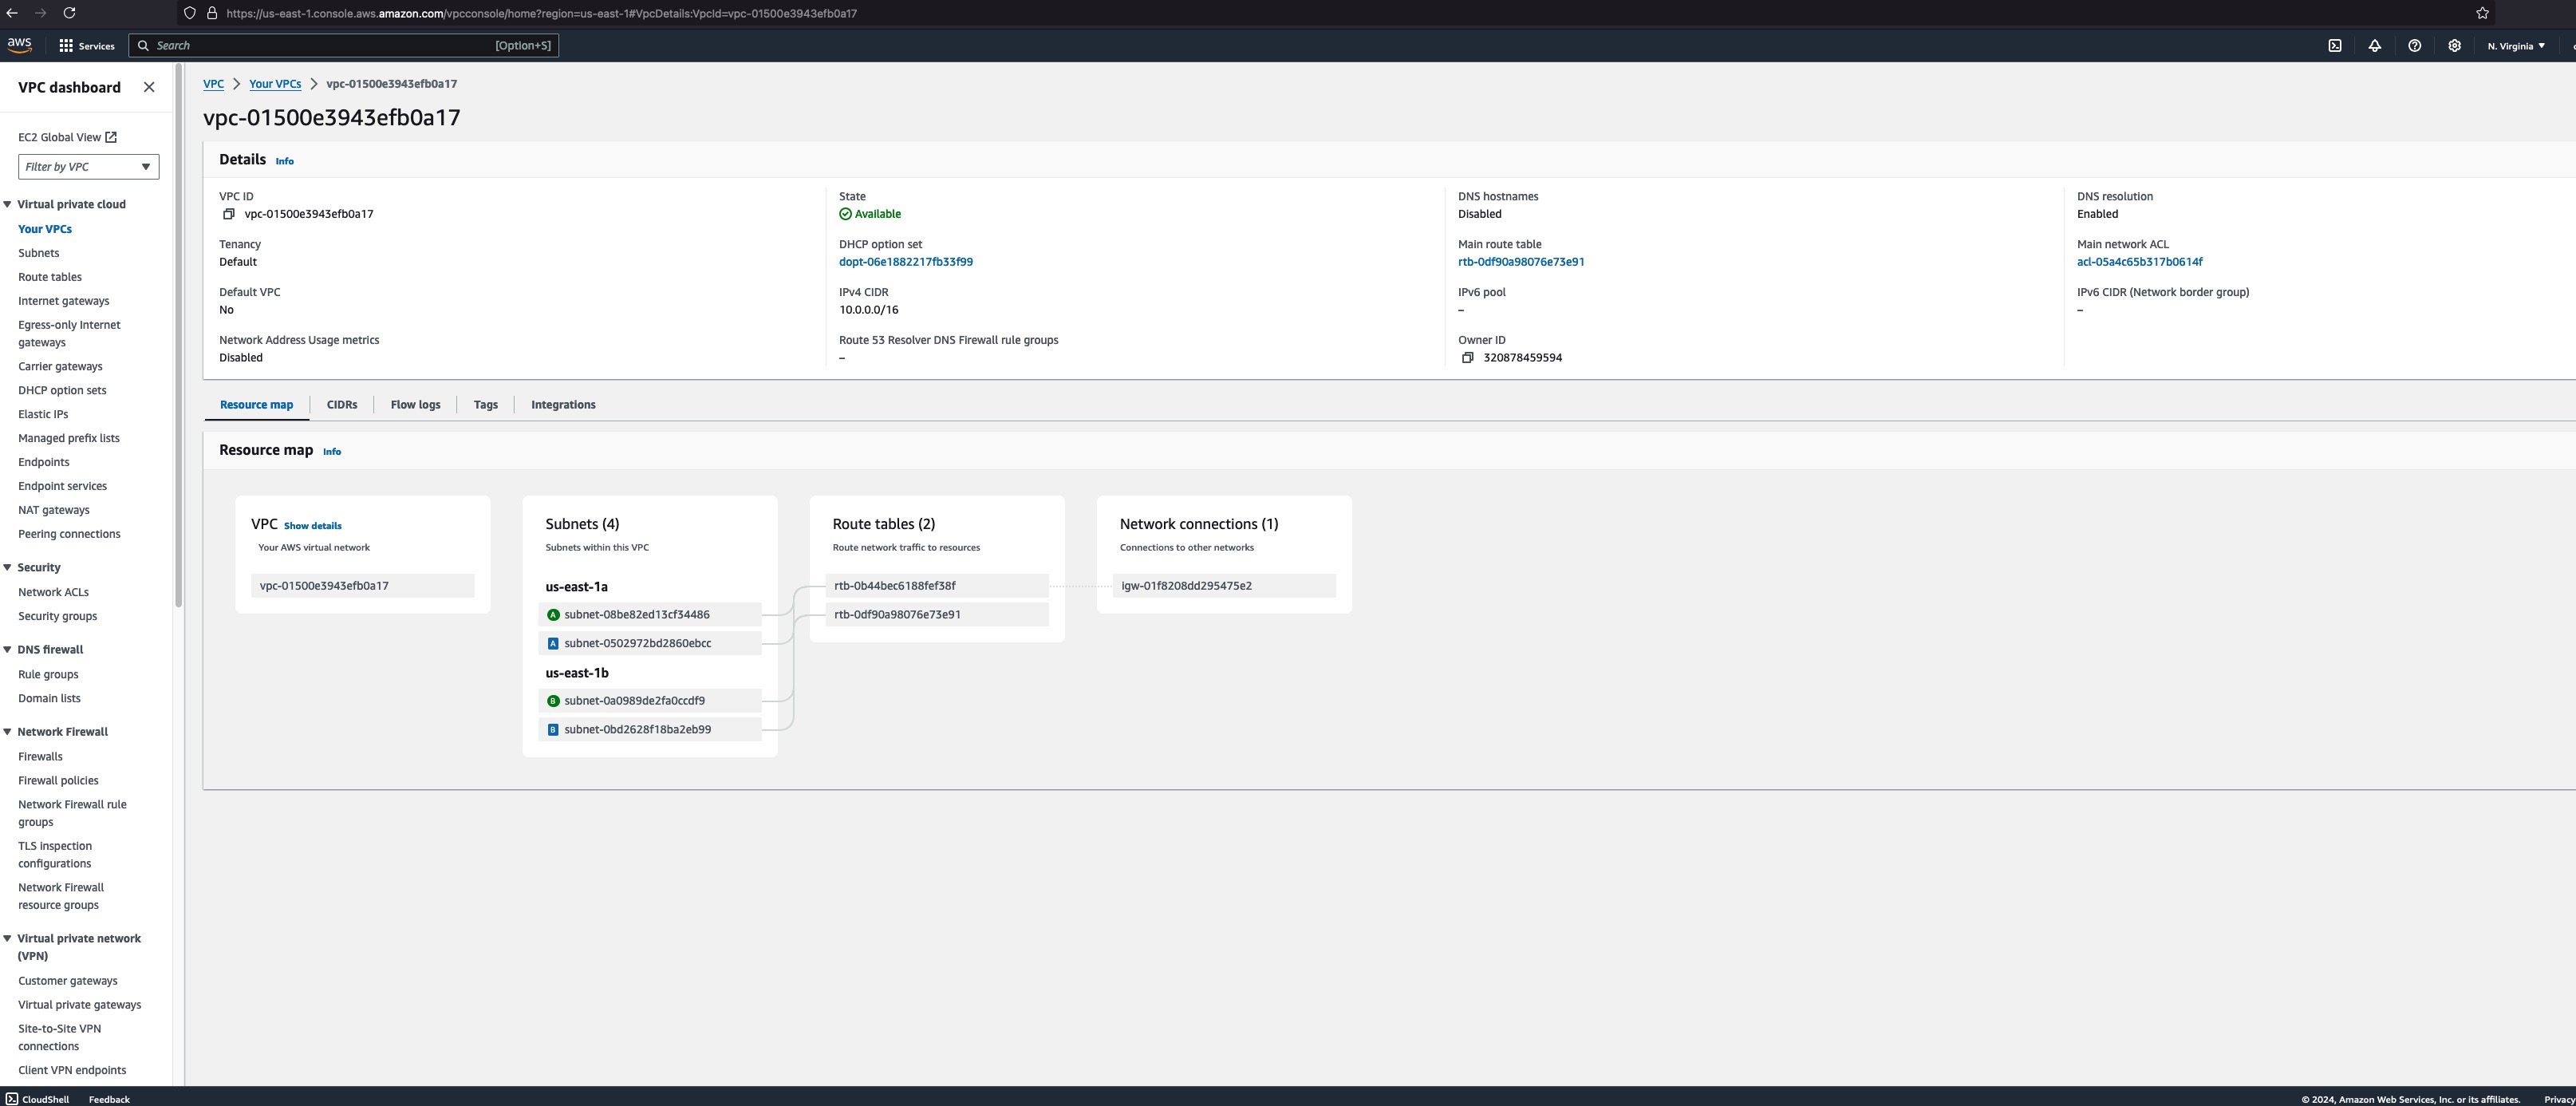 https://us-east-1.console.aws.amazon.com/vpcconsole/home?region=us-east-1#VpcDetails:VpcId=vpc-01500e3943efb0a17
aws
Services
Search
[Option+S]
N. Virginia
VPC dashboard
EC2 Global View
Filter by VPC
Virtual private cloud
Your VPCs
Subnets
Route tables
Internet gateways
Egress-only Internet
gateways
Carrier gateways
DHCP option sets
Elastic IPs
Managed prefix lists
Endpoints
Endpoint services
NAT gateways
Peering connections
Security
Network ACLs
Security groups
DNS firewall
Rule groups
Domain lists
Network Firewall
Firewalls
Firewall policies
Network Firewall rule
groups
TLS inspection
configurations
Network Firewall
resource groups
Virtual private network
(VPN)
Customer gateways
Virtual private gateways
Site-to-Site VPN
connections
Client VPN endpoints
VPC > Your VPCs > vpc-01500e3943efb0a17
vpc-01500e3943efb0a17
Details Info
VPC ID
vpc-01500e3943efb0a17
State
Available
DNS hostnames
Disabled
DNS resolution
Enabled
Tenancy
Default
DHCP option set
dopt-06e1882217fb33f99
Main route table
rtb-0df90a98076e73e91
Main network ACL
acl-05a4c65b317b0614f
Default VPC
No
IPv4 CIDR
10.0.0.0/16
IPv6 pool
–
IPv6 CIDR (Network border group)
–
Network Address Usage metrics
Disabled
Route 53 Resolver DNS Firewall rule groups
–
Owner ID
320878459594
Resource map
CIDRs
Flow logs
Tags
Integrations
Resource map Info
VPC Show details
Your AWS virtual network
vpc-01500e3943efb0a17
Subnets (4)
Subnets within this VPC
us-east-1a
A subnet-08be82ed13cf34486
A subnet-0502972bd2860ebcc
us-east-1b
B subnet-0a0989de2fa0ccdf9
B subnet-0bd2628f18ba2eb99
Route tables (2)
Route network traffic to resources
rtb-0b44bec6188fef38f
rtb-0df90a98076e73e91
Network connections (1)
Connections to other networks
igw-01f8208dd295475e2
CloudShell
Feedback
© 2024, Amazon Web Services, Inc. or its affiliates.
Privacy